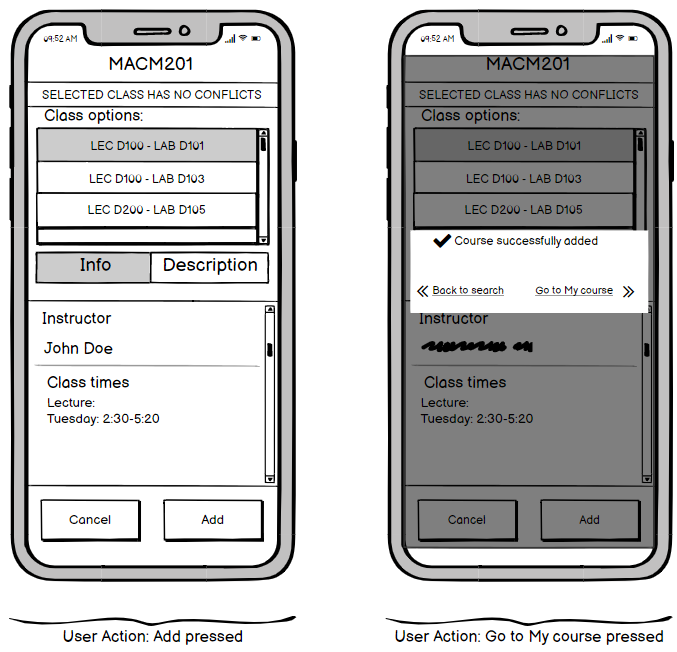 09:52 AM
MACM201
SELECTED CLASS HAS NO CONFLICTS
Class options:
LEC D100 - LAB D101
LEC D100 - LAB D103
LEC D200 - LAB D105
Info
Description
Instructor
John Doe
Class times
Lecture:
Tuesday: 2:30-5:20
Cancel
Add
User Action: Add pressed
09:52 AM
MACM201
SELECTED CLASS HAS NO CONFLICTS
Class options:
LEC D100 - LAB D101
LEC D100 - LAB D103
LEC D200 - LAB D105
Course successfully added
Back to search
Go to My course
Instructor
Class times
Lecture:
Tuesday: 2:30-5:20
Cancel
Add
User Action: Go to My course pressed